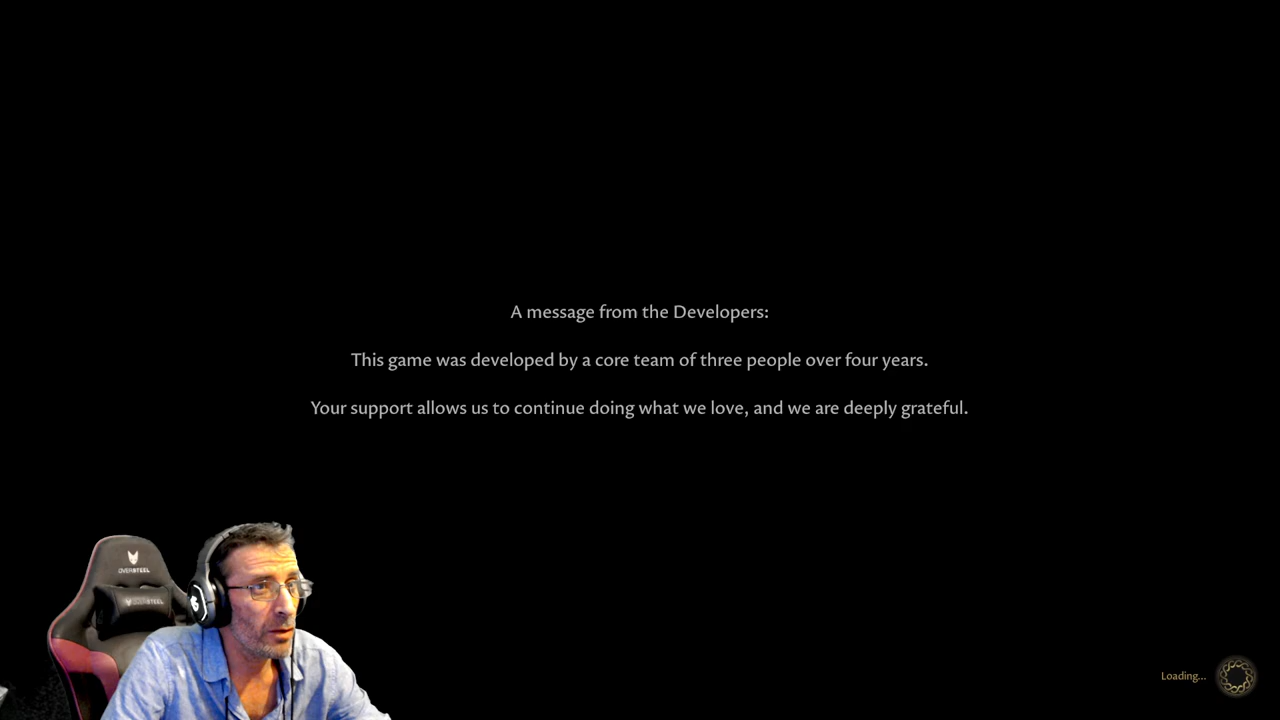 A message from the Developers:
This game was developed by a core team of three people over four years.
Your support allows us to continue doing what we love, and we are deeply grateful.
OVERSTEEL
OVERSTEEL
Loading...